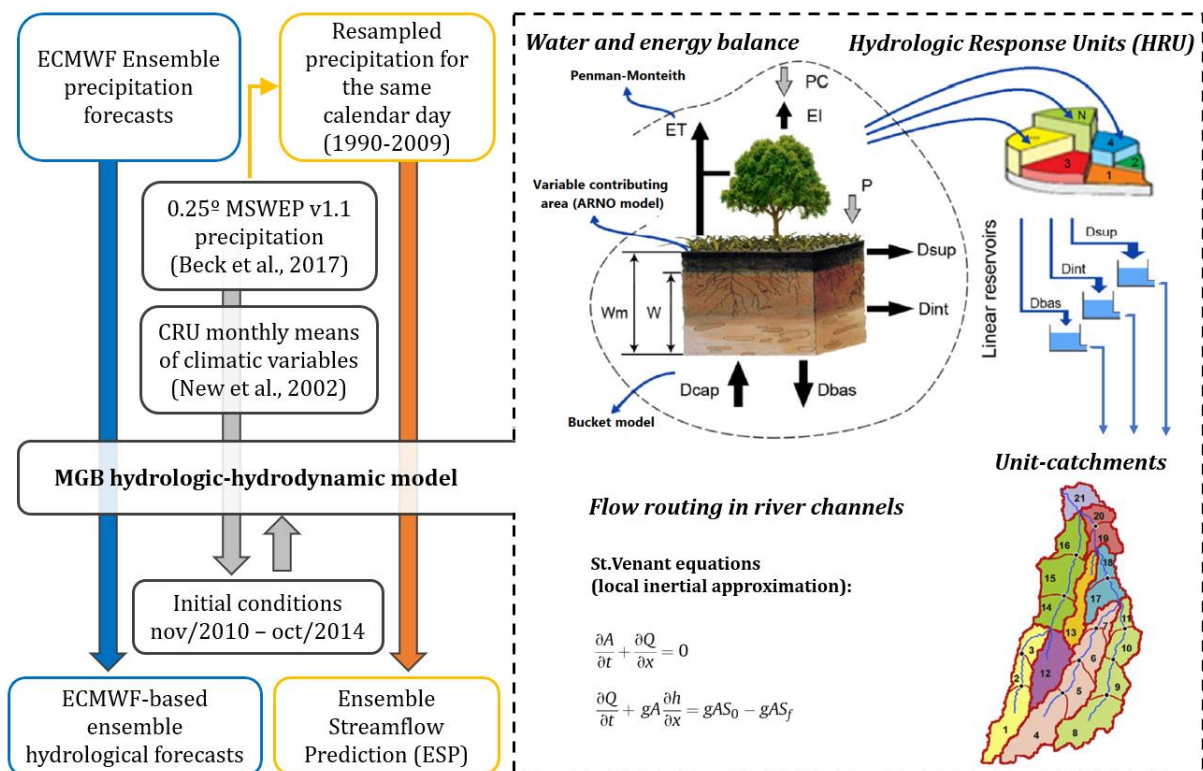 ECMWF Ensemble
precipitation
forecasts
Resampled
precipitation for
the same
calendar day
(1990-2009)
0.25º MSWEP v1.1
precipitation
(Beck et al., 2017)
CRU monthly means
of climatic variables
(New et al., 2002)
MGB hydrologic-hydrodynamic model
Initial conditions
nov/2010 – oct/2014
ECMWF-based
ensemble
hydrological forecasts
Ensemble
Streamflow
Prediction (ESP)
Water and energy balance
Penman-Monteith
PC
EI
ET
Variable contributing
area (ARNO model)
P
Dsup
Wm
W
Dint
Dcap
Dbas
Bucket model
Hydrologic Response Units (HRU)
N
...
4
3
2
1
Linear reservoirs
Dsup
Dint
Dbas
Flow routing in river channels
St.Venant equations
(local inertial approximation):
∂A/∂t + ∂Q/∂x = 0
∂Q/∂t + gA ∂h/∂x = gAS₀ − gAS_f
Unit-catchments
21
20
19
16
18
15
17
14
11
13
10
3
6
12
2
9
5
1
4
8